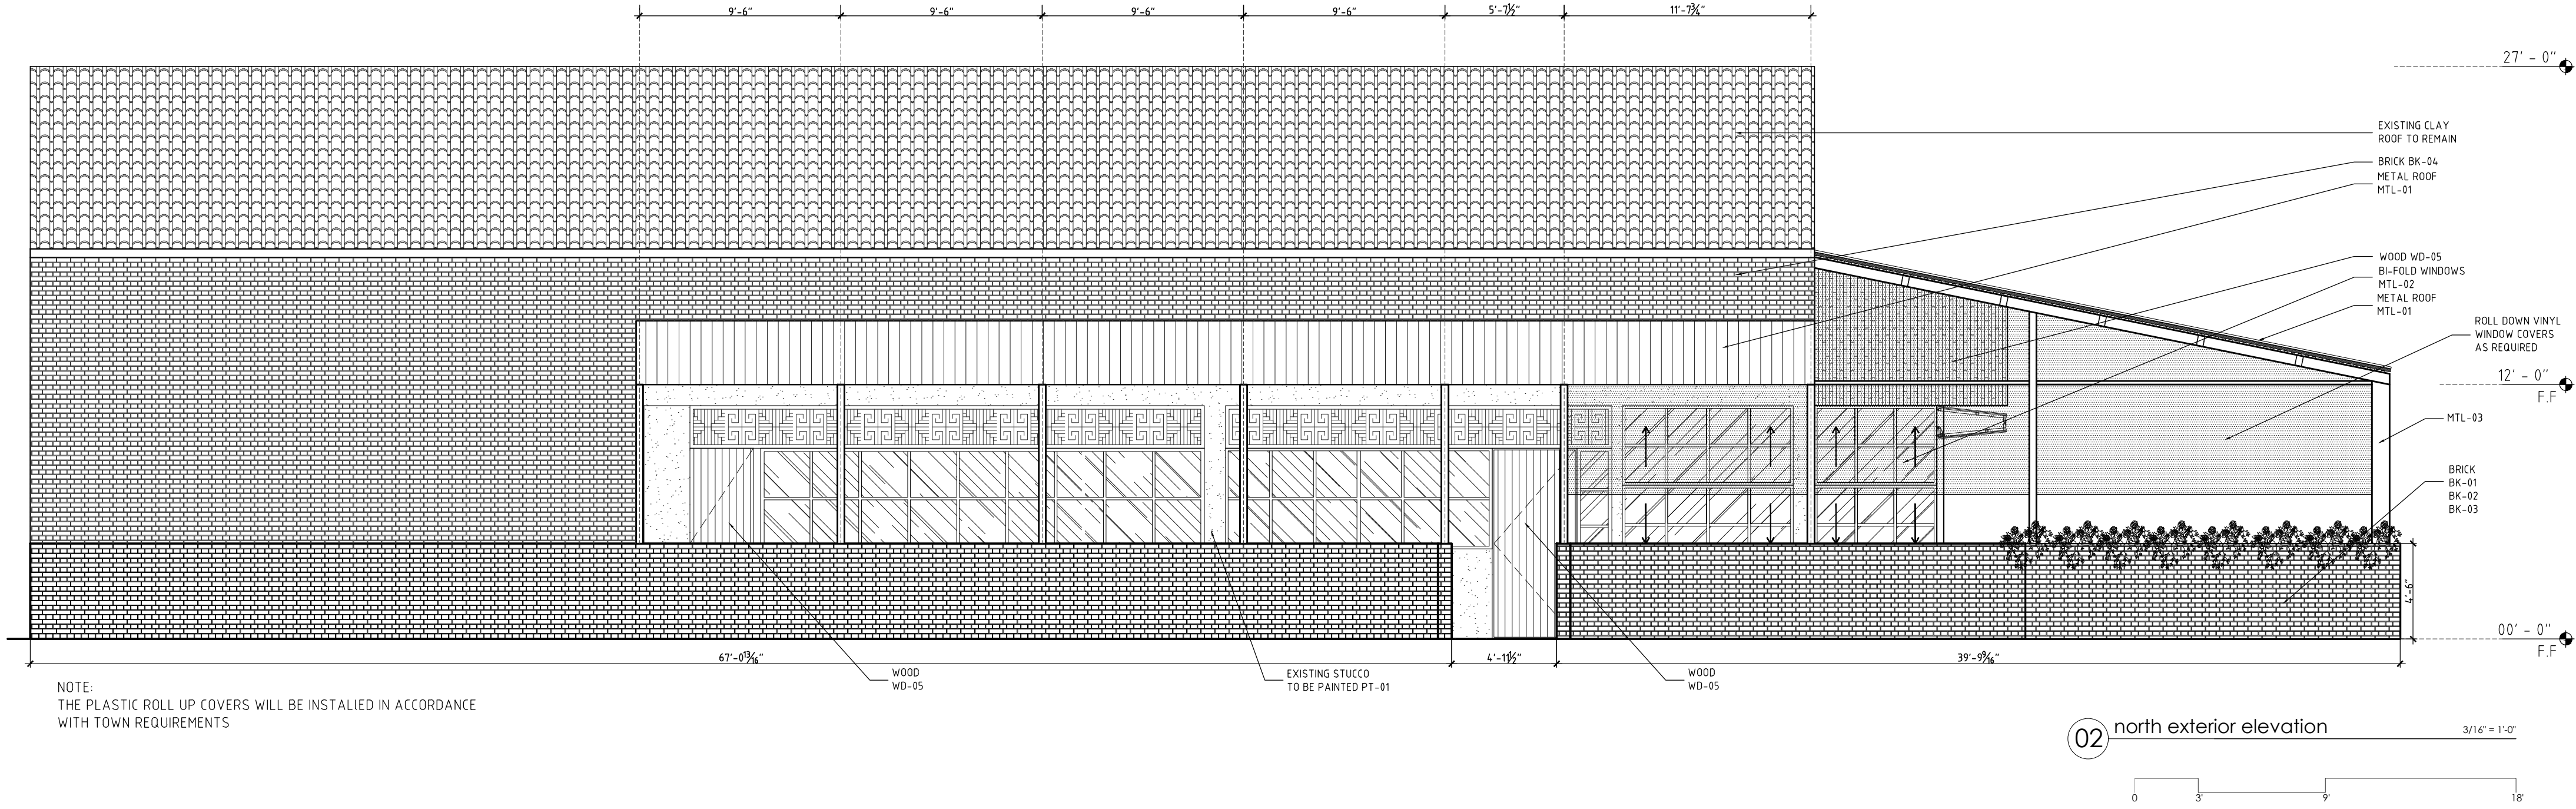 9'-6"
9'-6"
9'-6"
9'-6"
5'-7½"
11'-7¾"
27' - 0"
EXISTING CLAY
ROOF TO REMAIN
BRICK BK-04
METAL ROOF
MTL-01
WOOD WD-05
BI-FOLD WINDOWS
MTL-02
METAL ROOF
MTL-01
ROLL DOWN VINYL
WINDOW COVERS
AS REQUIRED
12' - 0"
F.F
MTL-03
BRICK
BK-01
BK-02
BK-03
4'-6"
00' - 0"
F.F
67'-0 13/16"
4'-11½"
39'-9 9/16"
WOOD
WD-05
EXISTING STUCCO
TO BE PAINTED PT-01
WOOD
WD-05
NOTE:
THE PLASTIC ROLL UP COVERS WILL BE INSTALlED IN ACCORDANCE
WITH TOWN REQUIREMENTS
02 north exterior elevation
3/16" = 1'-0"
0 3' 9' 18'